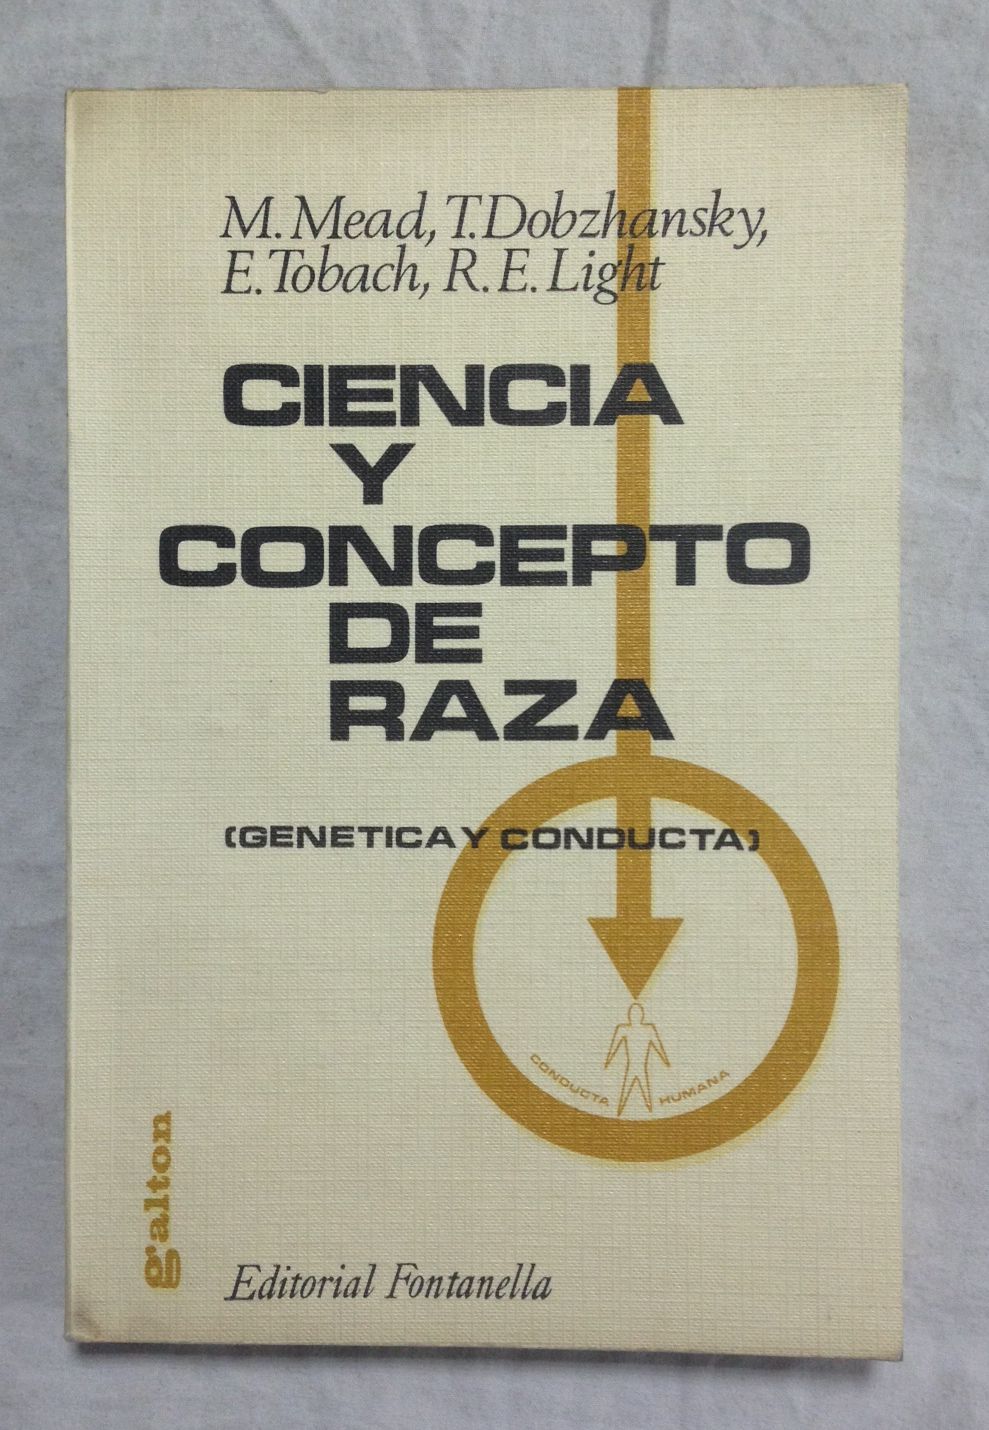 M. Mead, T. Dobzhansky,
E. Tobach, R. E. Light
CIENCIA
Y
CONCEPTO
DE
RAZA
(GENETICA Y CONDUCTA)
CONDUCTA HUMANA
galton
Editorial Fontanella